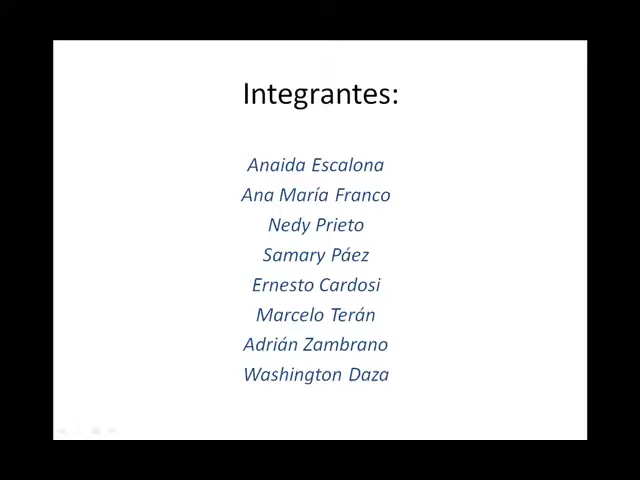 Integrantes:
Anaida Escalona
Ana María Franco
Nedy Prieto
Samary Páez
Ernesto Cardosi
Marcelo Terán
Adrián Zambrano
Washington Daza